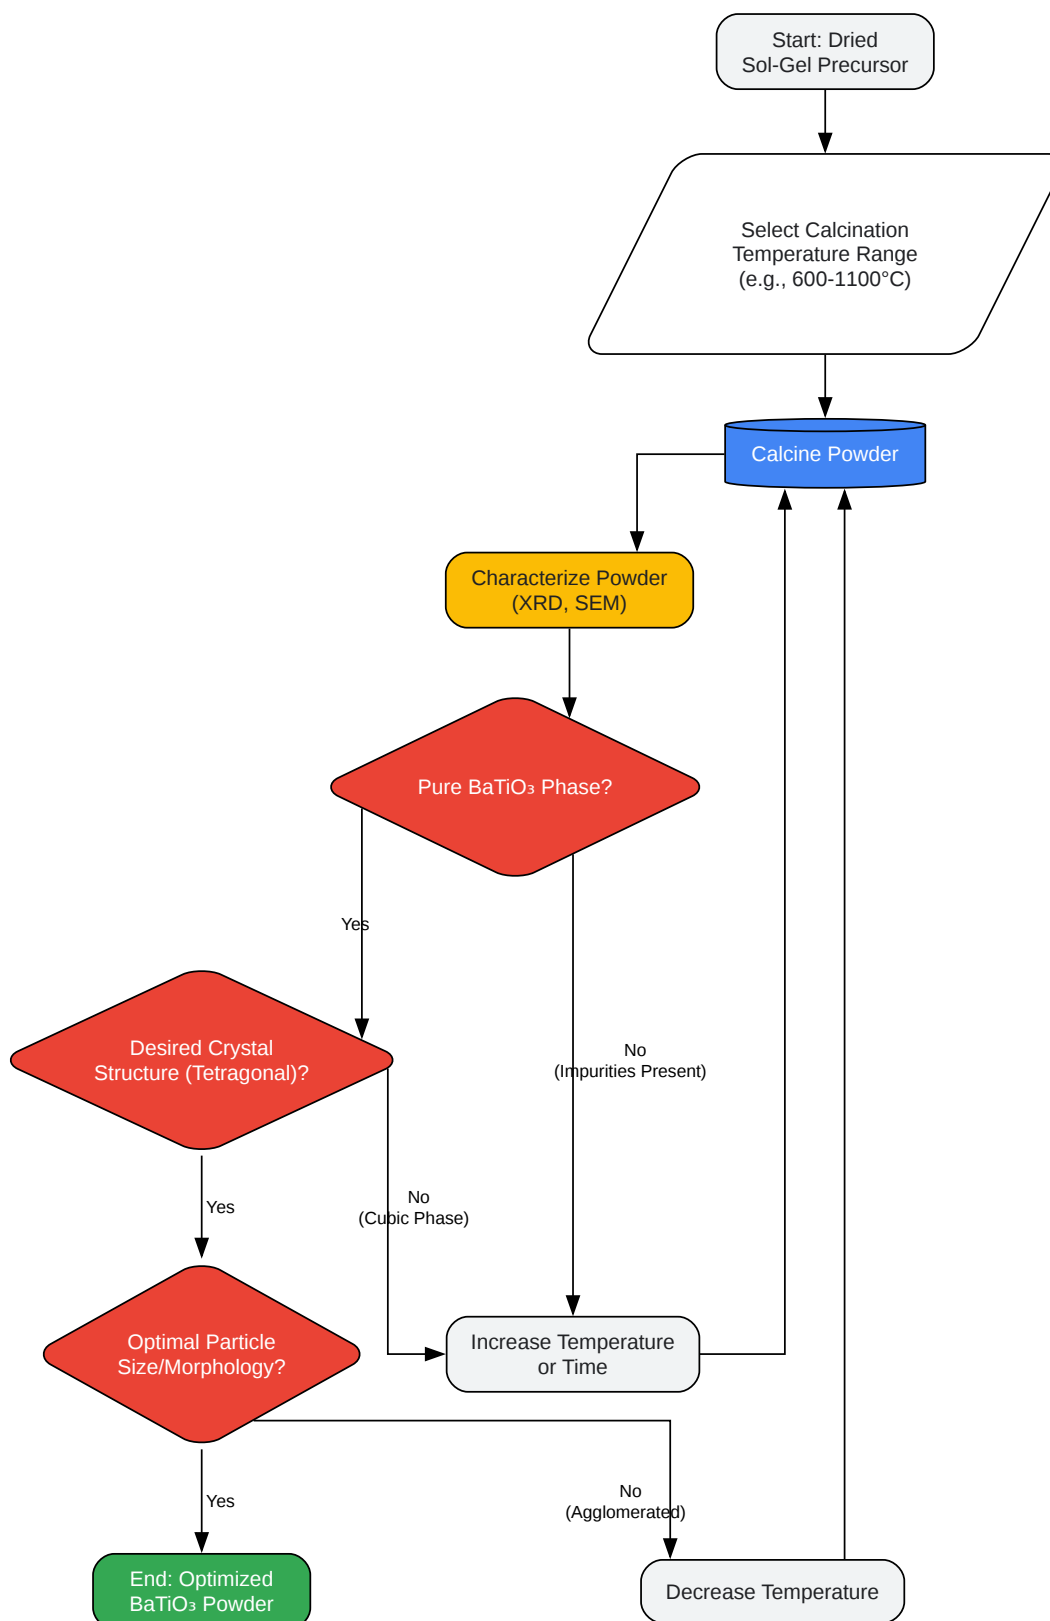 Start: Dried
Sol-Gel Precursor
Select Calcination
Temperature Range
(e.g., 600-1100°C)
Calcine Powder
Characterize Powder
(XRD, SEM)
Pure BaTiO₃ Phase?
Yes
No
(Impurities Present)
Desired Crystal
Structure (Tetragonal)?
Yes
No
(Cubic Phase)
Optimal Particle
Size/Morphology?
Increase Temperature
or Time
Yes
No
(Agglomerated)
End: Optimized
BaTiO₃ Powder
Decrease Temperature